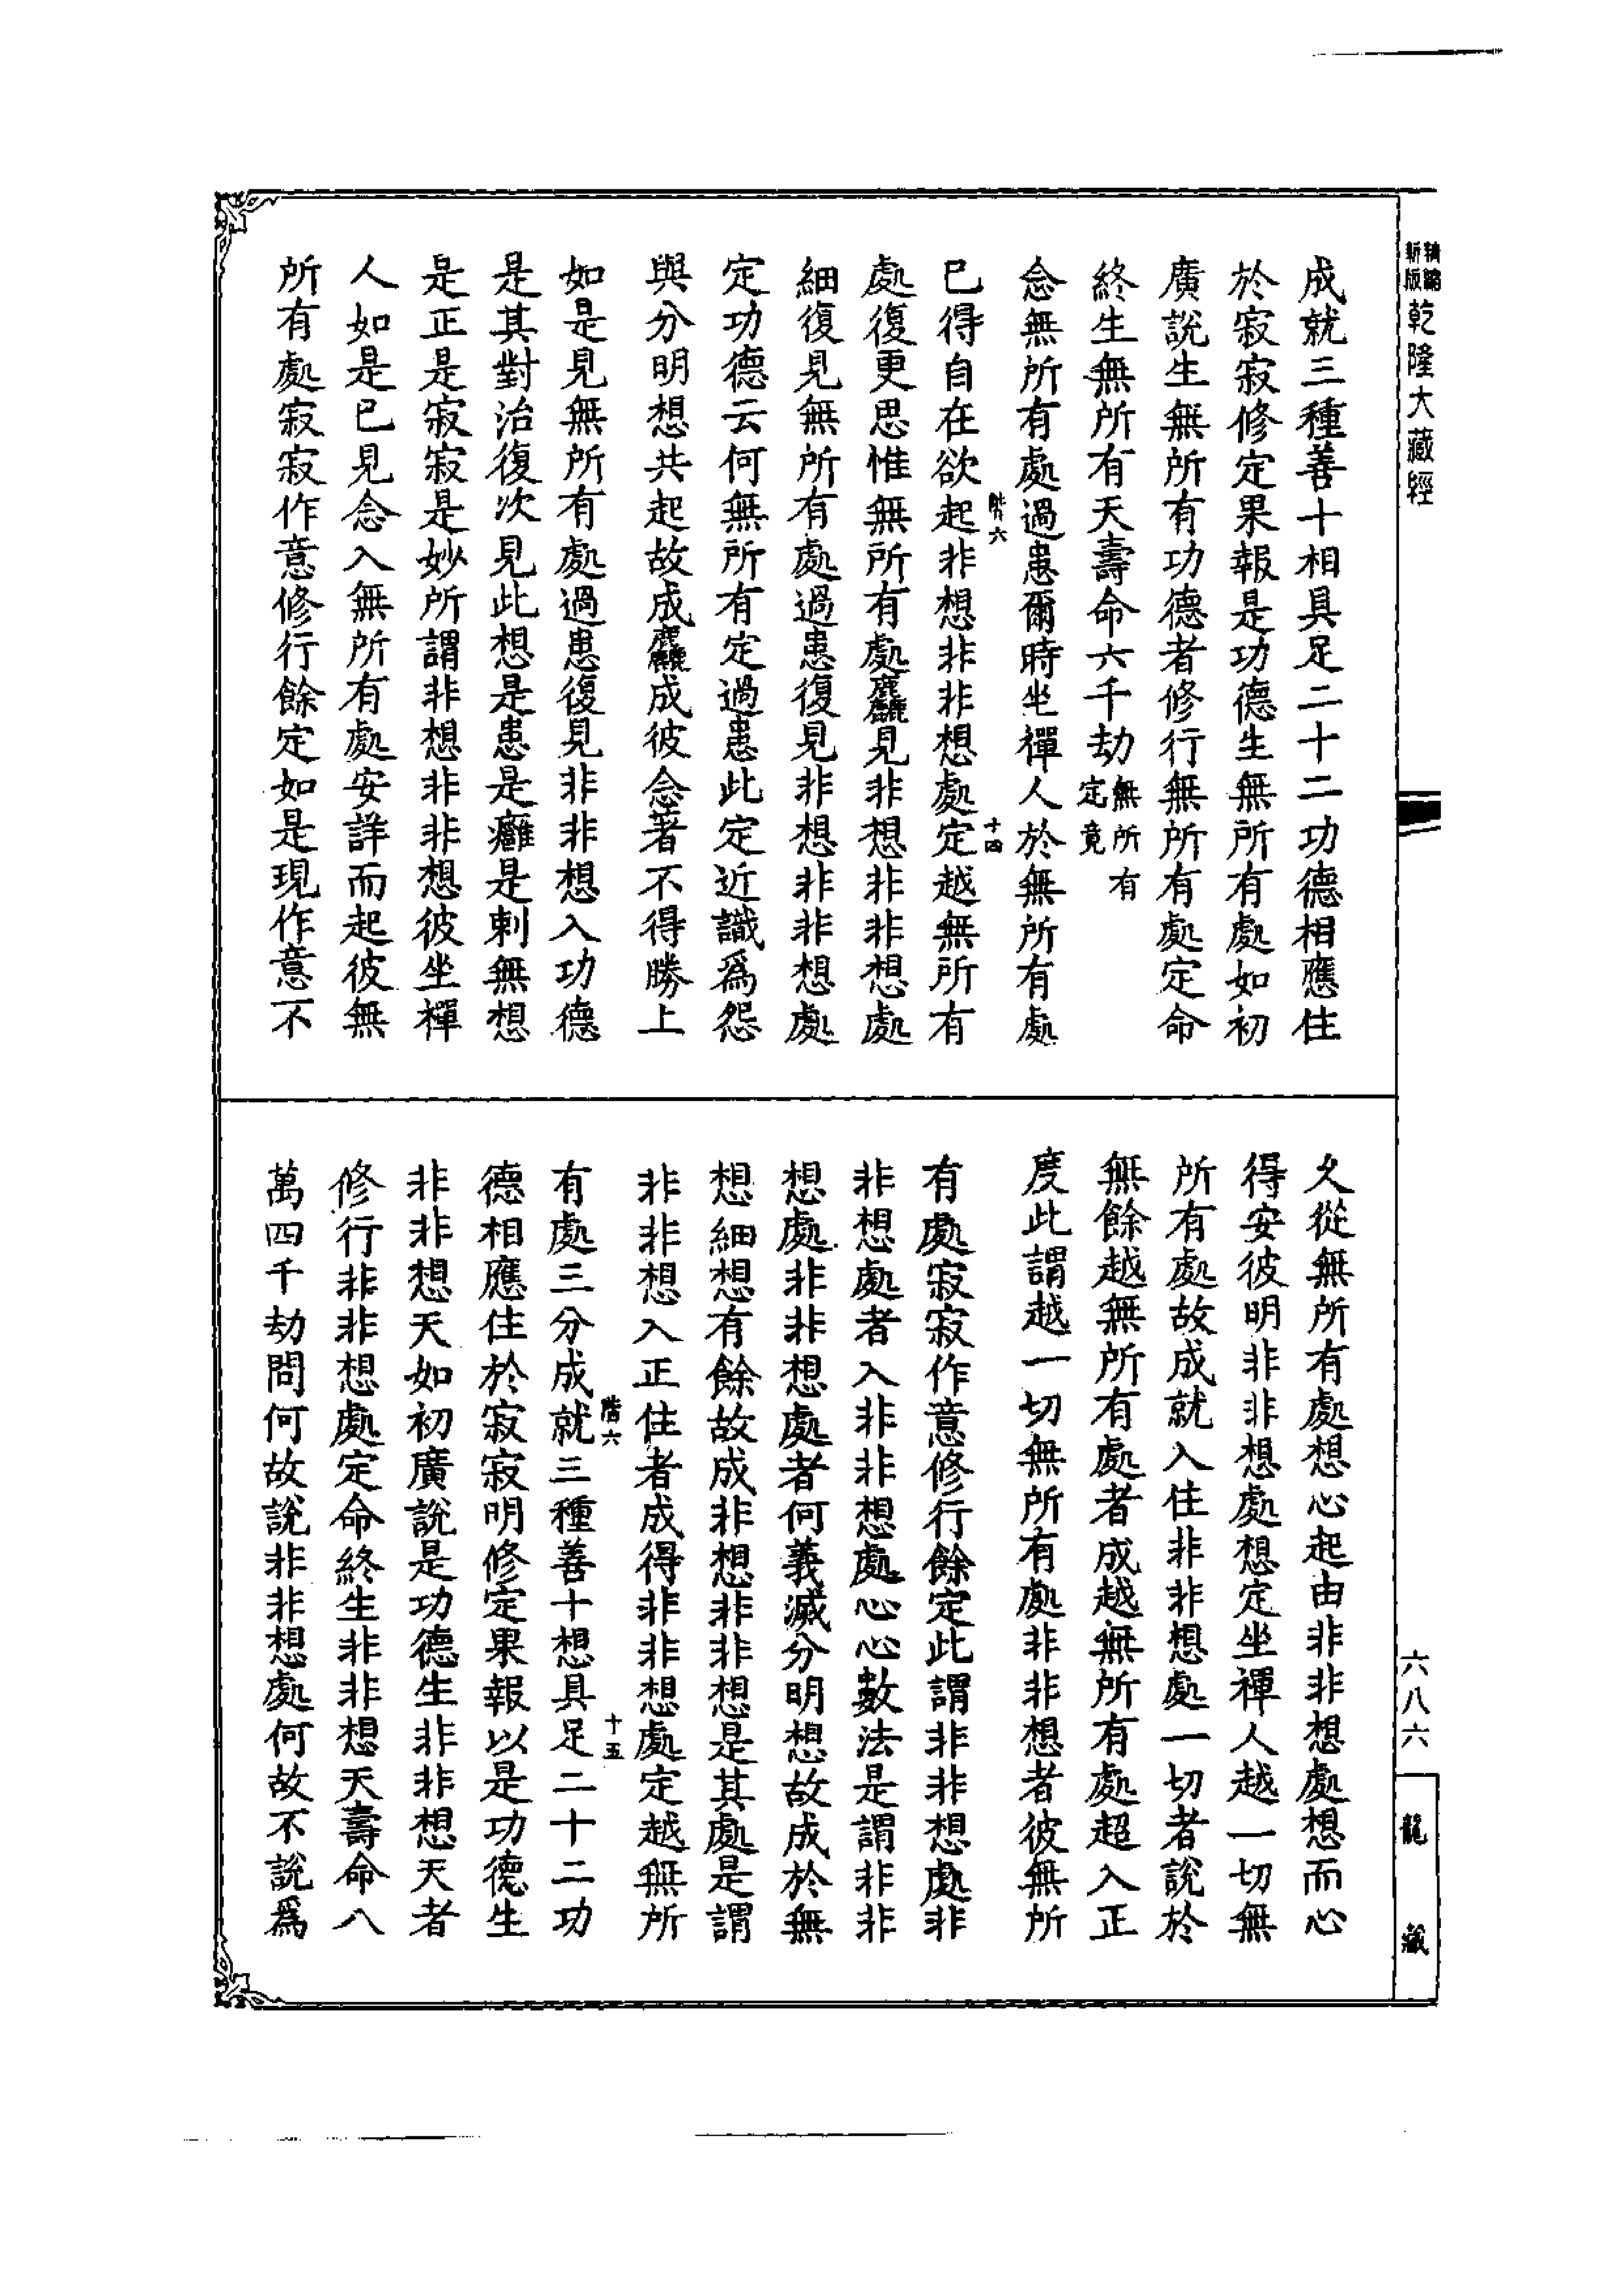 精縮新版乾隆大藏經
成就三種善十相具足二十二功德相應住
於寂寂修定果報是功德生無所有處如初
廣說生無所有功德者修行無所有處定命
終生無所有天壽命六千劫無所有定竟
念無所有處過患爾時坐禪人於無所有處
已得自在欲起非想非非想處定越無所有
處復更思惟無所有處麤見非想非非想處
細復見無所有處過患復見非想非非想處
定功德云何無所有定過患此定近識為怨
與分明想共起故成麤成彼念著不得勝上
如是見無所有處過患復見非非想入功德
是其對治復次見此想是患是癰是刺無想
是正是寂寂是妙所謂非想非非想彼坐禪
人如是已見念入無所有處安詳而起彼無
所有處寂寂作意修行餘定如是現作意不
久從無所有處想心起由非非想處想而心
得安彼明非非想處想定坐禪人越一切無
所有處故成就入住非非想處一切者說於
無餘越無所有處者成越無所有處超入正
度此謂越一切無所有處非非想者彼無所
有處寂寂作意修行餘定此謂非非想處非
非想處者入非非想處心心數法是謂非非
想處非非想處者何義滅分明想故成於無
想細想有餘故成非想非非想是其處是謂
非非想入正住者成得非非想處定越無所
有處三分成就三種善十想具足二十二功
德相應住於寂寂明修定果報以是功德生
非非想天如初廣說是功德生非非想天者
修行非非想處定命終生非非想天壽命八
萬四千劫問何故說非非想處何故不說為
六八六
龍藏
十四
階六
十五